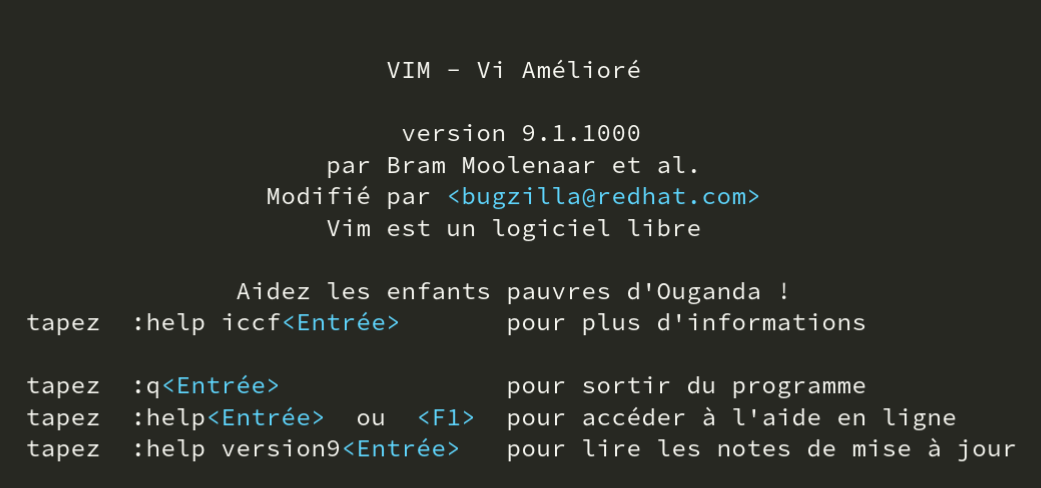 VIM - Vi Amélioré
version 9.1.1000
par Bram Moolenaar et al.
Modifié par <bugzilla@redhat.com>
Vim est un logiciel libre
Aidez les enfants pauvres d'Ouganda !
tapez :help iccf<Entrée> pour plus d'informations
tapez :q<Entrée> pour sortir du programme
tapez :help<Entrée> ou <F1> pour accéder à l'aide en ligne
tapez :help version9<Entrée> pour lire les notes de mise à jour